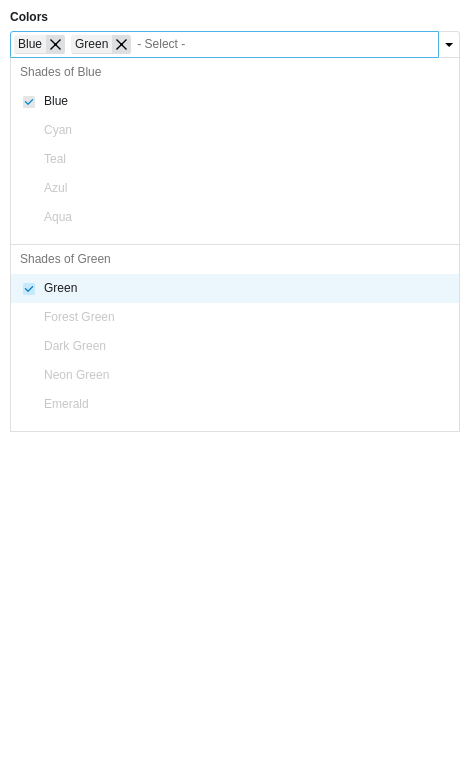 Colors
Blue Green - Select -
Shades of Blue
Blue
Cyan
Teal
Azul
Aqua
Shades of Green
Green
Forest Green
Dark Green
Neon Green
Emerald